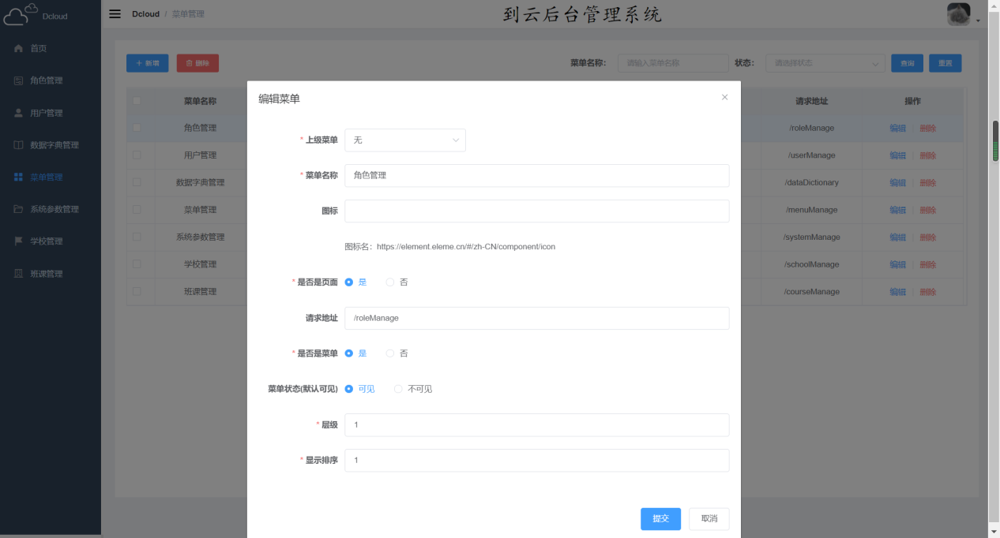 Dcloud
Dcloud / 菜单管理
到云后台管理系统
首页
角色管理
用户管理
数据字典管理
菜单管理
系统参数管理
学校管理
班课管理
+ 新增
删除
菜单名称:
请输入菜单名称
状态:
请选择状态
查询
重置
菜单名称
请求地址
操作
角色管理
/roleManage
编辑
删除
用户管理
/userManage
编辑
删除
数据字典管理
/dataDictionary
编辑
删除
菜单管理
/menuManage
编辑
删除
系统参数管理
/systemManage
编辑
删除
学校管理
/schoolManage
编辑
删除
班课管理
/courseManage
编辑
删除
编辑菜单
* 上级菜单
无
* 菜单名称
角色管理
图标
图标名：https://element.eleme.cn/#/zh-CN/component/icon
* 是否是页面
是
否
请求地址
/roleManage
* 是否是菜单
是
否
菜单状态(默认可见)
可见
不可见
* 层级
1
* 显示排序
1
提交
取消